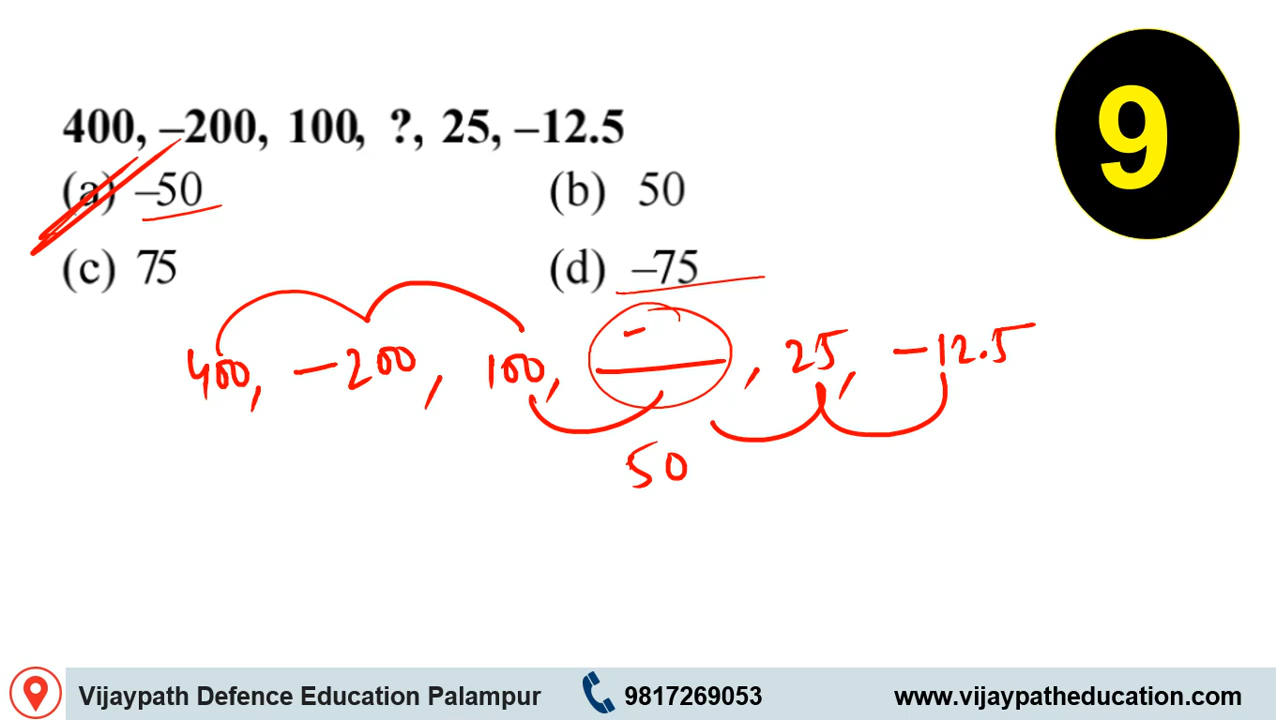 9
400, –200, 100, ?, 25, –12.5
(a) –50 (b) 50
(c) 75 (d) –75
400, – 200, 100, – , 25, – 12.5
50
Vijaypath Defence Education Palampur 9817269053 www.vijaypatheducation.com